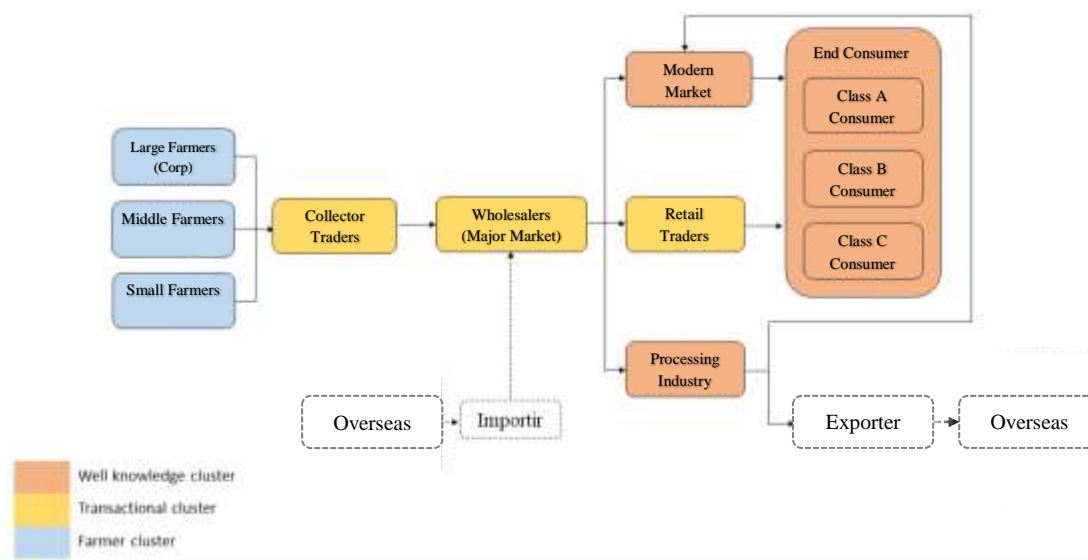 Modern
Market
End Consumer
Class A
Consumer
Class B
Consumer
Class C
Consumer
Large Farmers
(Corp)
Middle Farmers
Small Farmers
Collector
Traders
Wholesalers
(Major Market)
Retail
Traders
Processing
Industry
Overseas
Importir
Exporter
Overseas
Well knowledge cluster
Transactional cluster
Farmer cluster